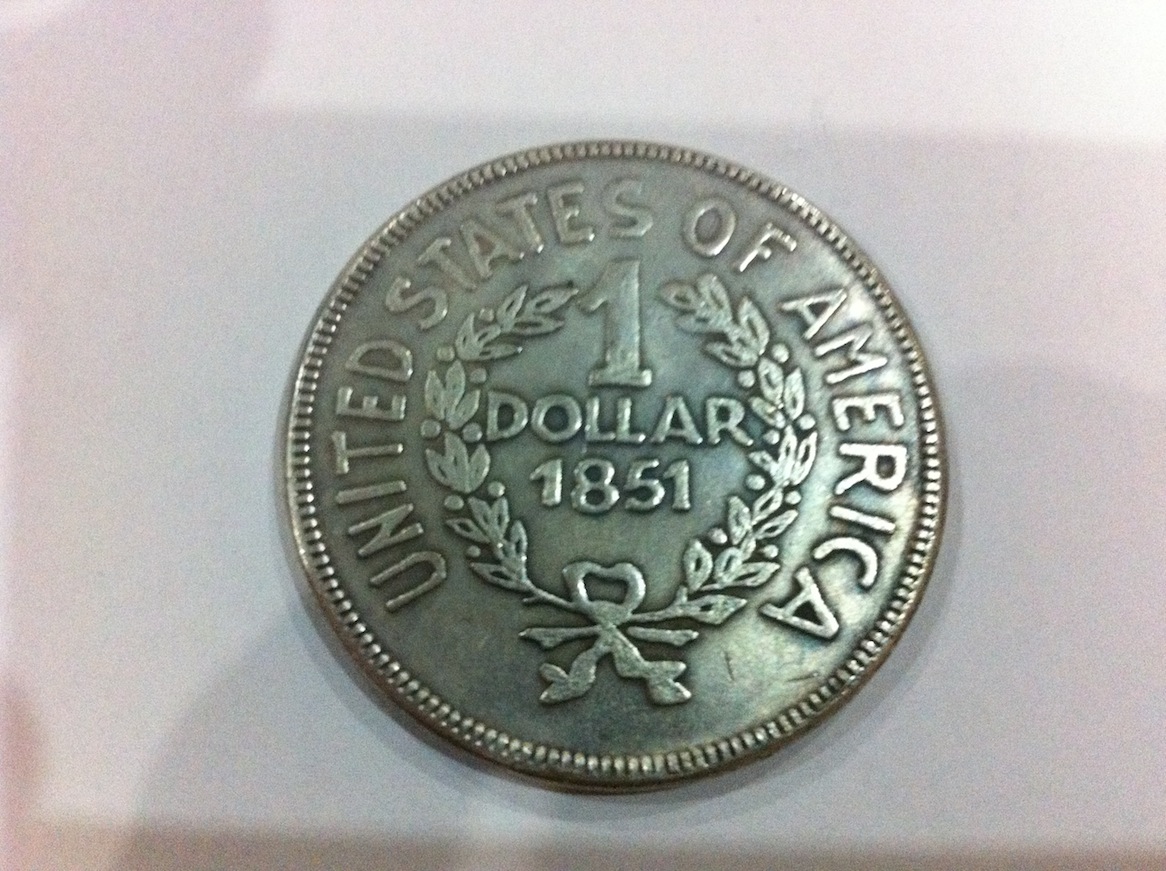 UNITED STATES OF AMERICA
1
DOLLAR
1851